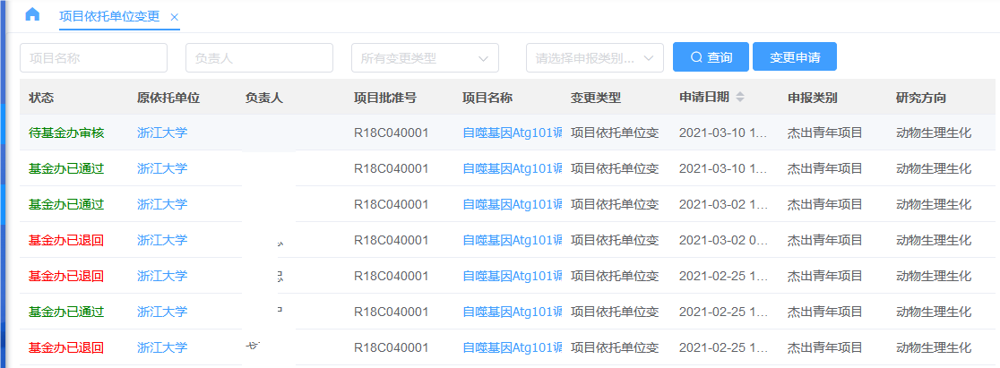 项目依托单位变更 ×
项目名称 负责人 所有变更类型 请选择申报类别... 查询 变更申请
状态 原依托单位 负责人 项目批准号 项目名称 变更类型 申请日期 申报类别 研究方向
待基金办审核 浙江大学 R18C040001 自噬基因Atg101调 项目依托单位变 2021-03-10 1... 杰出青年项目 动物生理生化
基金办已通过 浙江大学 R18C040001 自噬基因Atg101调 项目依托单位变 2021-03-10 1... 杰出青年项目 动物生理生化
基金办已通过 浙江大学 R18C040001 自噬基因Atg101调 项目依托单位变 2021-03-02 1... 杰出青年项目 动物生理生化
基金办已退回 浙江大学 R18C040001 自噬基因Atg101调 项目依托单位变 2021-03-02 0... 杰出青年项目 动物生理生化
基金办已退回 浙江大学 R18C040001 自噬基因Atg101调 项目依托单位变 2021-02-25 1... 杰出青年项目 动物生理生化
基金办已通过 浙江大学 R18C040001 自噬基因Atg101调 项目依托单位变 2021-02-25 1... 杰出青年项目 动物生理生化
基金办已退回 浙江大学 R18C040001 自噬基因Atg101调 项目依托单位变 2021-02-25 1... 杰出青年项目 动物生理生化